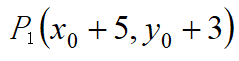 P₁(x₀ + 5, y₀ + 3)